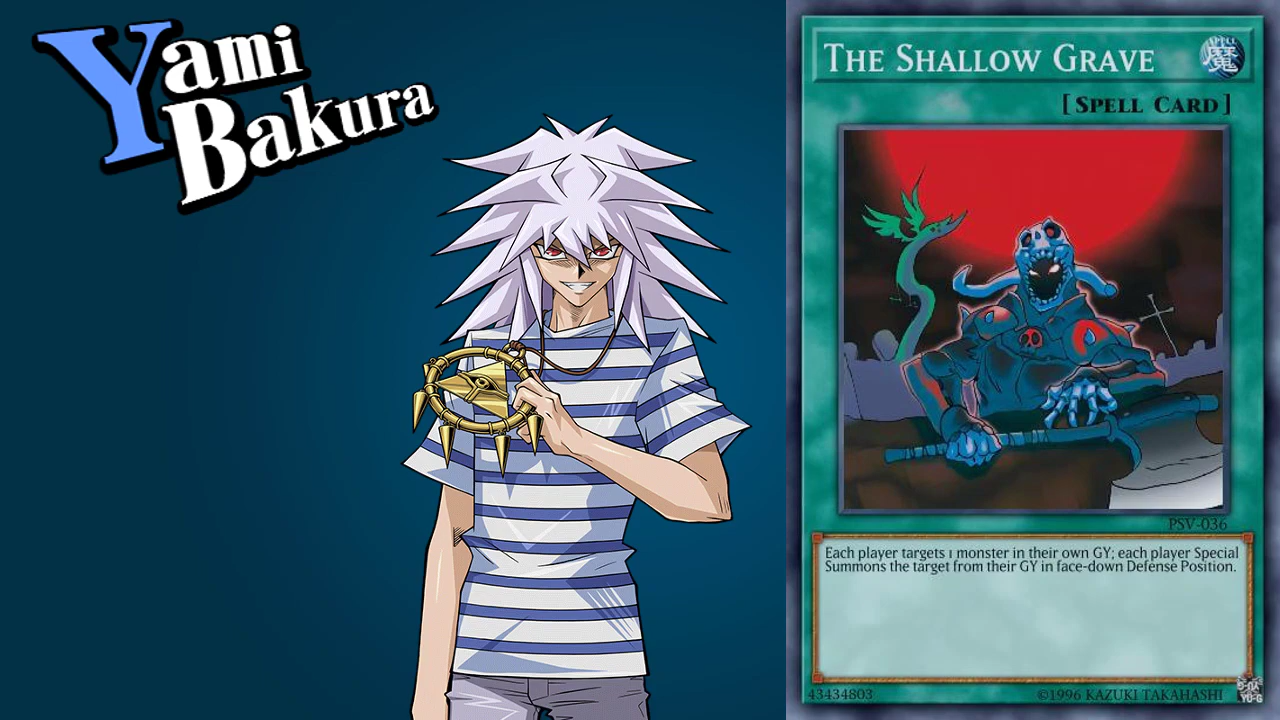 Yami
Bakura
THE SHALLOW GRAVE
SPELL
魔
[ SPELL CARD ]
PSV-036
Each player targets 1 monster in their own GY; each player Special
Summons the target from their GY in face-down Defense Position.
43434803
©1996 KAZUKI TAKAHASHI